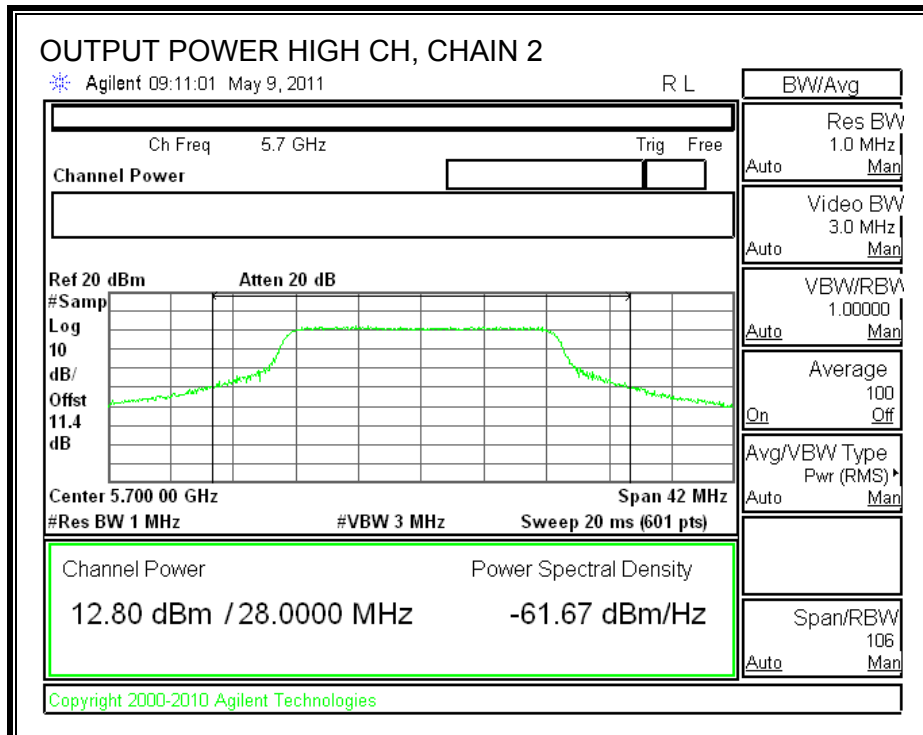 OUTPUT POWER HIGH CH, CHAIN 2
Agilent 09:11:01 May 9, 2011 R L
Ch Freq 5.7 GHz Trig Free
Channel Power
Ref 20 dBm Atten 20 dB
#Samp
Log
10
dB/
Offst
11.4
dB
Center 5.700 00 GHz Span 42 MHz
#Res BW 1 MHz #VBW 3 MHz Sweep 20 ms (601 pts)
Channel Power Power Spectral Density
12.80 dBm / 28.0000 MHz -61.67 dBm/Hz
Copyright 2000-2010 Agilent Technologies
BW/Avg
Res BW
1.0 MHz
Auto Man
Video BW
3.0 MHz
Auto Man
VBW/RBW
1.00000
Auto Man
Average
100
On Off
Avg/VBW Type
Pwr (RMS)
Auto Man
Span/RBW
106
Auto Man